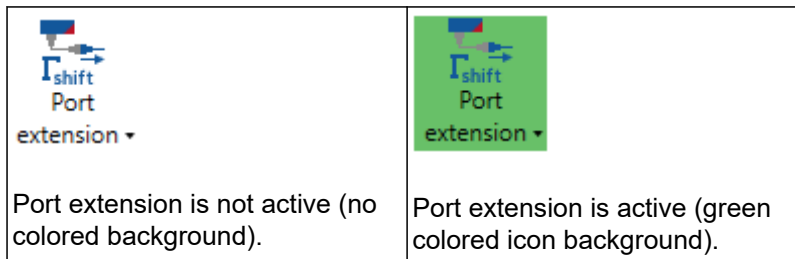 Γshift
Port
extension
Port extension is not active (no
colored background).
Γshift
Port
extension
Port extension is active (green
colored icon background).